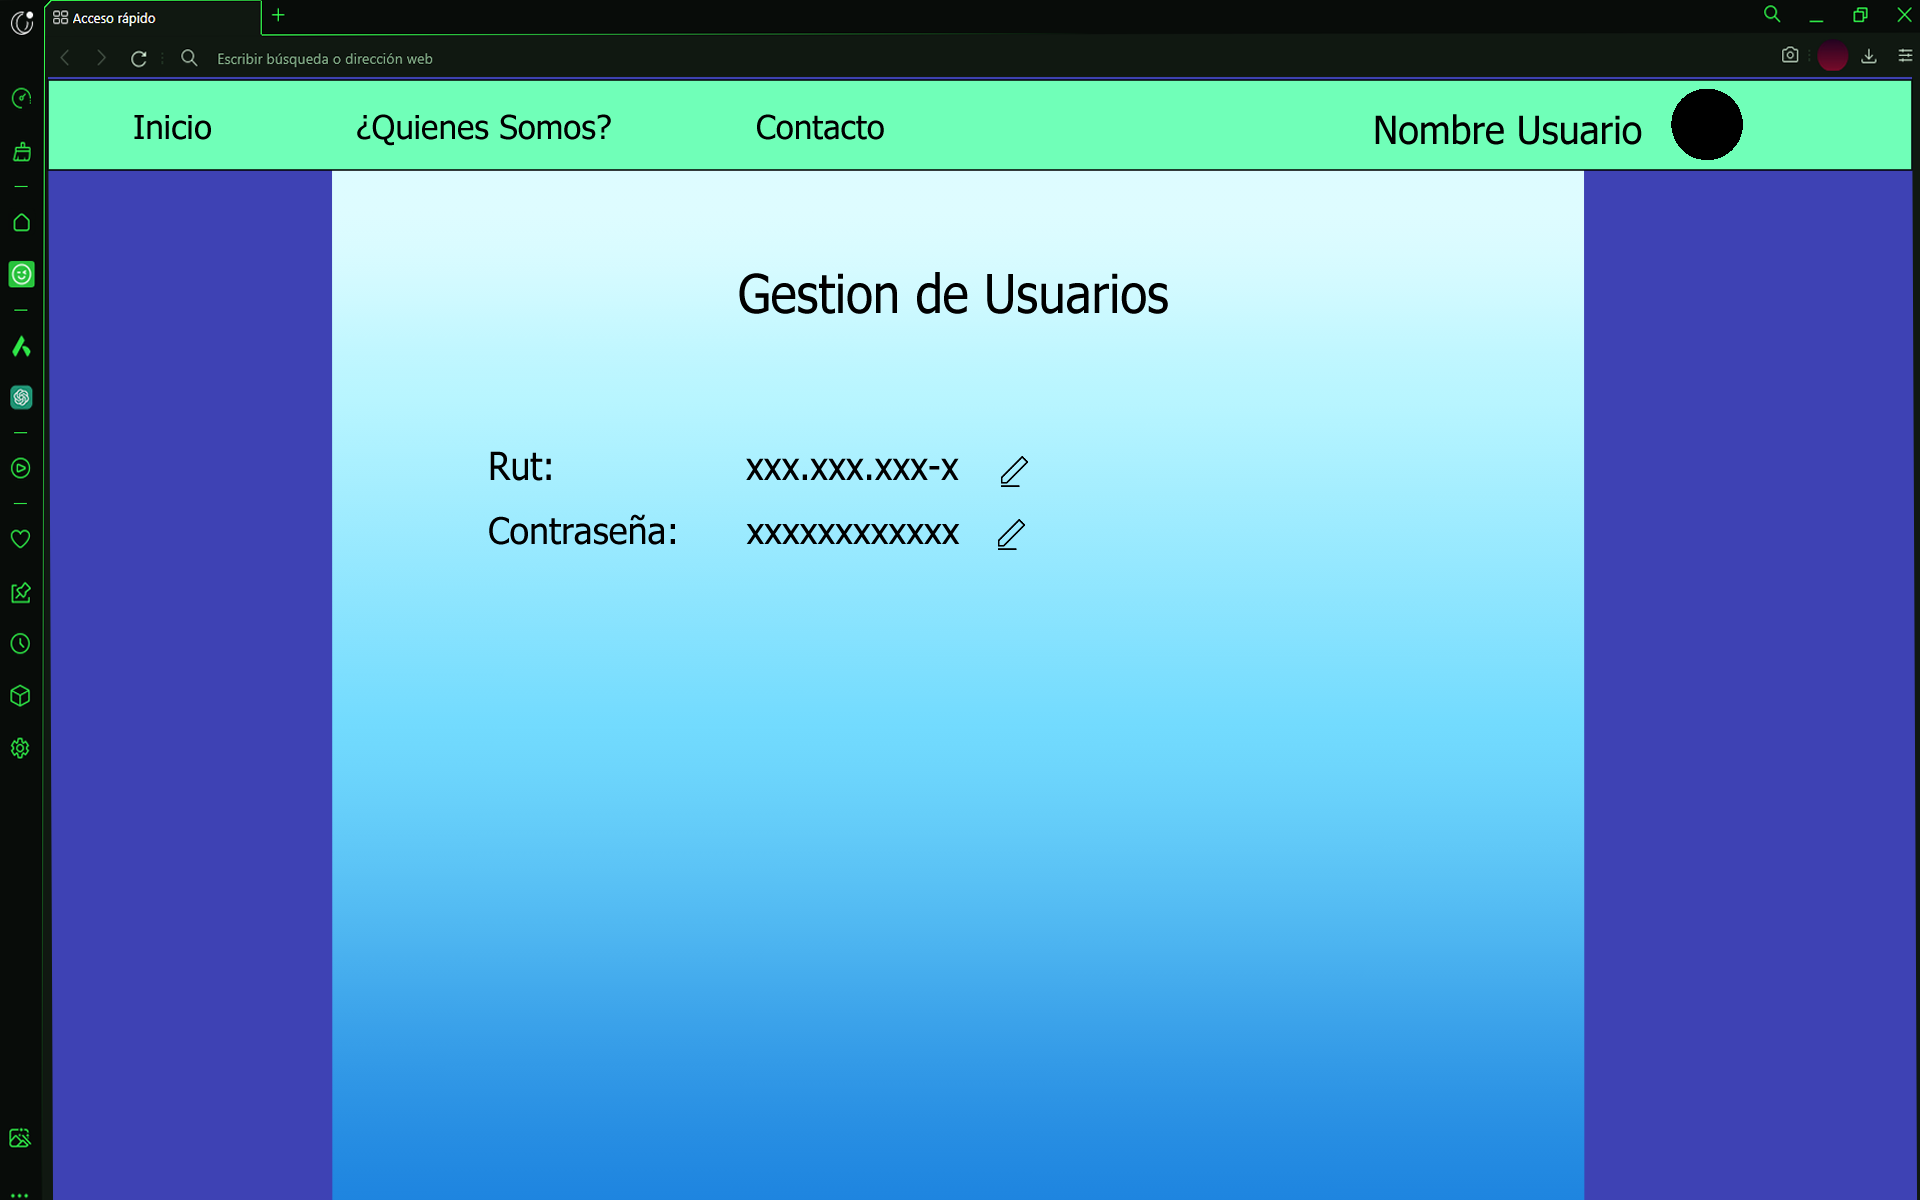 Acceso rápido
Escribir búsqueda o dirección web
Inicio ¿Quienes Somos? Contacto Nombre Usuario
Gestion de Usuarios
Rut: xxx.xxx.xxx-x
Contraseña: xxxxxxxxxxxx